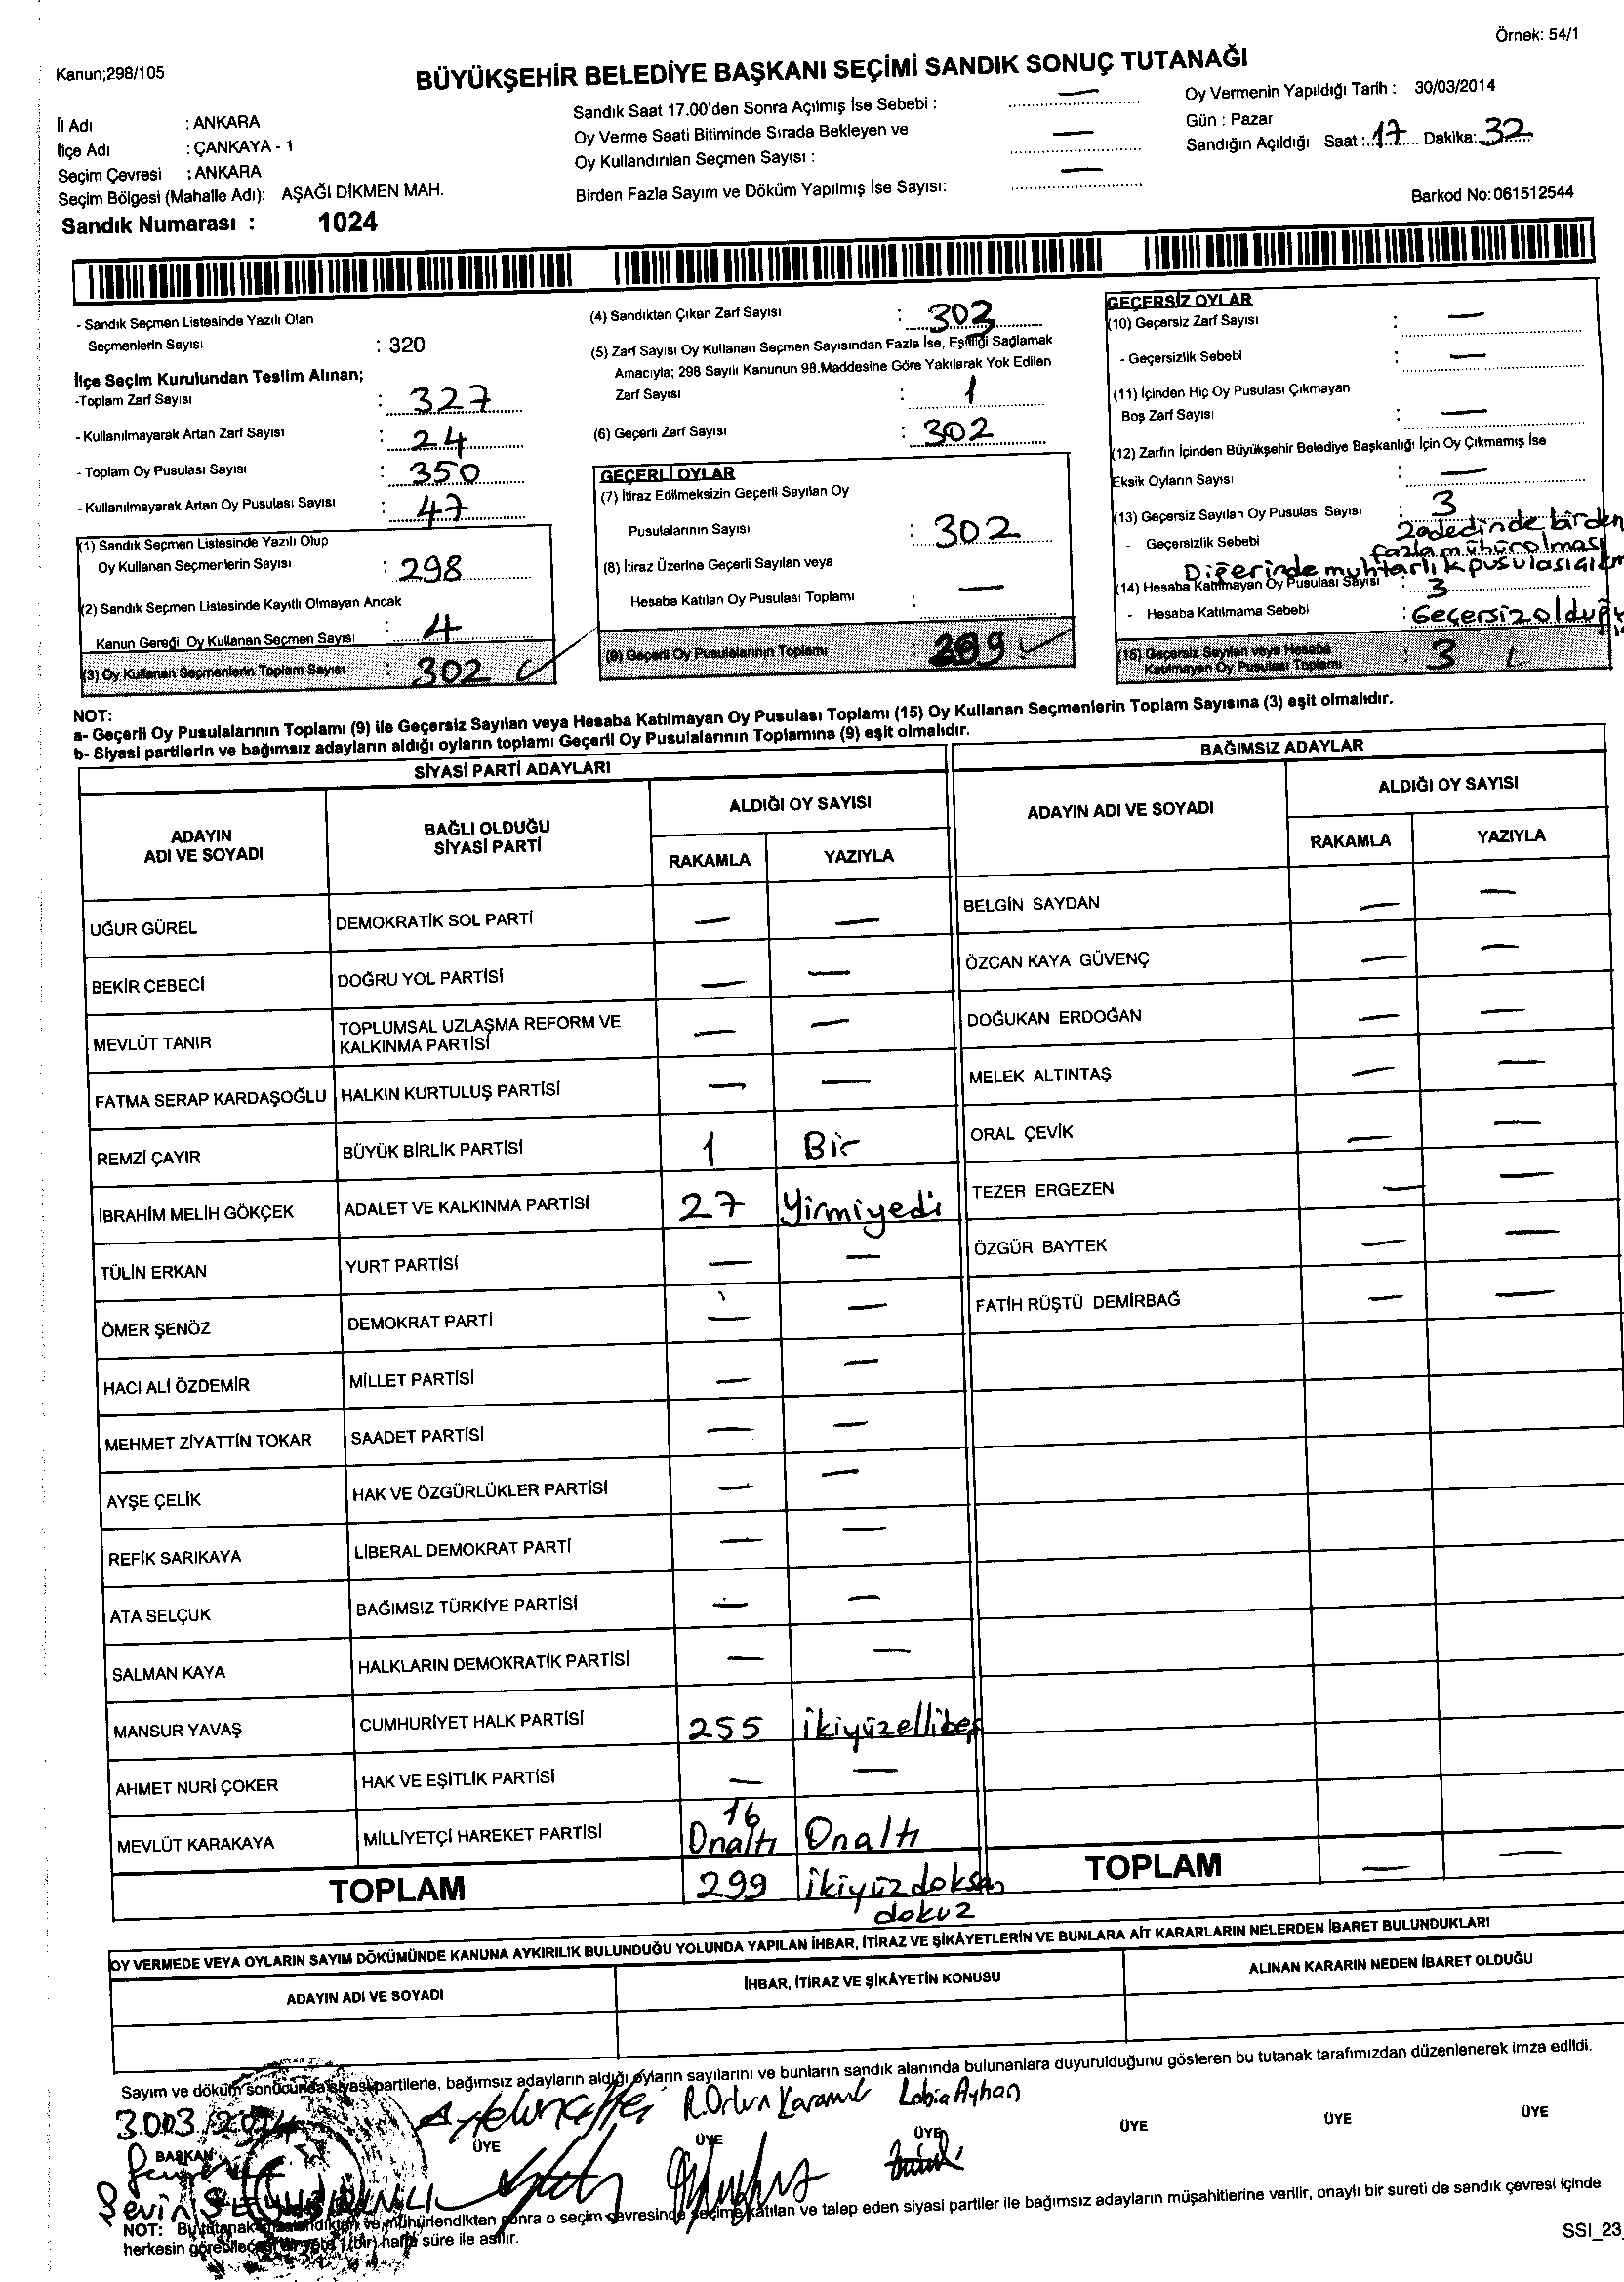 Örnek: 54/1
Kanun;298/105
BÜYÜKŞEHİR BELEDİYE BAŞKANI SEÇİMİ SANDIK SONUÇ TUTANAĞI
İl Adı : ANKARA
İlçe Adı : ÇANKAYA - 1
Seçim Çevresi : ANKARA
Seçim Bölgesi (Mahalle Adı): AŞAĞI DİKMEN MAH.
Sandık Numarası : 1024
Sandık Saat 17.00'den Sonra Açılmış İse Sebebi : —
Oy Verme Saati Bitiminde Sırada Bekleyen ve
Oy Kullandırılan Seçmen Sayısı : —
Birden Fazla Sayım ve Döküm Yapılmış İse Sayısı: —
Oy Vermenin Yapıldığı Tarih : 30/03/2014
Gün : Pazar
Sandığın Açıldığı Saat : 17 Dakika: 32
Barkod No: 061512544
- Sandık Seçmen Listesinde Yazılı Olan
Seçmenlerin Sayısı : 320
İlçe Seçim Kurulundan Teslim Alınan;
-Toplam Zarf Sayısı : 327
- Kullanılmayarak Artan Zarf Sayısı : 24
- Toplam Oy Pusulası Sayısı : 350
- Kullanılmayarak Artan Oy Pusulası Sayısı : 47
(1) Sandık Seçmen Listesinde Yazılı Olup
Oy Kullanan Seçmenlerin Sayısı : 298
(2) Sandık Seçmen Listesinde Kayıtlı Olmayan Ancak
Kanun Gereği Oy Kullanan Seçmen Sayısı : 4
(3) Oy Kullanan Seçmenlerin Toplam Sayısı : 302
(4) Sandıktan Çıkan Zarf Sayısı : 302
(5) Zarf Sayısı Oy Kullanan Seçmen Sayısından Fazla İse, Eşitliği Sağlamak
Amacıyla; 298 Sayılı Kanunun 98.Maddesine Göre Yakılarak Yok Edilen
Zarf Sayısı : 1
(6) Geçerli Zarf Sayısı : 302
GEÇERLİ OYLAR
(7) İtiraz Edilmeksizin Geçerli Sayılan Oy
Pusulalarının Sayısı : 302
(8) İtiraz Üzerine Geçerli Sayılan veya
Hesaba Katılan Oy Pusulası Toplamı : —
(9) Geçerli Oy Pusulalarının Toplamı 299
GEÇERSİZ OYLAR
(10) Geçersiz Zarf Sayısı : —
- Geçersizlik Sebebi : —
(11) İçinden Hiç Oy Pusulası Çıkmayan
Boş Zarf Sayısı : —
(12) Zarfın İçinden Büyükşehir Belediye Başkanlığı İçin Oy Çıkmamış İse
Eksik Oyların Sayısı : —
(13) Geçersiz Sayılan Oy Pusulası Sayısı : 3
- Geçersizlik Sebebi 2 adedinde birden
fazla mühür olması
Diğerinde muhtarlık pusulası
(14) Hesaba Katılmayan Oy Pusulası Sayısı : 3
- Hesaba Katılmama Sebebi : Geçersiz
(15) Geçersiz Sayılan veya Hesaba
Katılmayan Oy Pusulası Toplamı : 3
NOT:
a- Geçerli Oy Pusulalarının Toplamı (9) ile Geçersiz Sayılan veya Hesaba Katılmayan Oy Pusulası Toplamı (15) Oy Kullanan Seçmenlerin Toplam Sayısına (3) eşit olmalıdır.
b- Siyasi partilerin ve bağımsız adayların aldığı oyların toplamı Geçerli Oy Pusulalarının Toplamına (9) eşit olmalıdır.
SİYASİ PARTİ ADAYLARI
ADAYIN ADI VE SOYADI
BAĞLI OLDUĞU SİYASİ PARTİ
ALDIĞI OY SAYISI
RAKAMLA YAZIYLA
UĞUR GÜREL DEMOKRATİK SOL PARTİ — —
BEKİR CEBECİ DOĞRU YOL PARTİSİ — —
MEVLÜT TANIR TOPLUMSAL UZLAŞMA REFORM VE KALKINMA PARTİSİ — —
FATMA SERAP KARDAŞOĞLU HALKIN KURTULUŞ PARTİSİ — —
REMZİ ÇAYIR BÜYÜK BİRLİK PARTİSİ 1 Bir
İBRAHİM MELİH GÖKÇEK ADALET VE KALKINMA PARTİSİ 27 Yirmiyedi
TÜLİN ERKAN YURT PARTİSİ — —
ÖMER ŞENÖZ DEMOKRAT PARTİ — —
HACI ALİ ÖZDEMİR MİLLET PARTİSİ — —
MEHMET ZİYATTİN TOKAR SAADET PARTİSİ — —
AYŞE ÇELİK HAK VE ÖZGÜRLÜKLER PARTİSİ — —
REFİK SARIKAYA LİBERAL DEMOKRAT PARTİ — —
ATA SELÇUK BAĞIMSIZ TÜRKİYE PARTİSİ — —
SALMAN KAYA HALKLARIN DEMOKRATİK PARTİSİ — —
MANSUR YAVAŞ CUMHURİYET HALK PARTİSİ 255 İkiyüzellibeş
AHMET NURİ ÇOKER HAK VE EŞİTLİK PARTİSİ — —
MEVLÜT KARAKAYA MİLLİYETÇİ HAREKET PARTİSİ 16 Onaltı Onaltı
TOPLAM 299 İkiyüzdoksan
dokuz
BAĞIMSIZ ADAYLAR
ADAYIN ADI VE SOYADI
ALDIĞI OY SAYISI
RAKAMLA YAZIYLA
BELGİN SAYDAN — —
ÖZCAN KAYA GÜVENÇ — —
DOĞUKAN ERDOĞAN — —
MELEK ALTINTAŞ — —
ORAL ÇEVİK — —
TEZER ERGEZEN — —
ÖZGÜR BAYTEK — —
FATİH RÜŞTÜ DEMİRBAĞ — —
TOPLAM — —
OY VERMEDE VEYA OYLARIN SAYIM DÖKÜMÜNDE KANUNA AYKIRILIK BULUNDUĞU YOLUNDA YAPILAN İHBAR, İTİRAZ VE ŞİKÂYETLERİN VE BUNLARA AİT KARARLARIN NELERDEN İBARET BULUNDUKLARI
ADAYIN ADI VE SOYADI
İHBAR, İTİRAZ VE ŞİKÂYETİN KONUSU
ALINAN KARARIN NEDEN İBARET OLDUĞU
Sayım ve döküm sonucunda siyasi partilerle, bağımsız adayların aldığı oyların sayılarını ve bunların sandık alanında bulunanlara duyurulduğunu gösteren bu tutanak tarafımızdan düzenlenerek imza edildi.
Ayhan
BAŞKAN ÜYE ÜYE ÜYE ÜYE ÜYE ÜYE
Sevin
NOT: Bu tutanak ve mühürlendikten sonra o seçim çevresinde seçime katılan ve talep eden siyasi partiler ile bağımsız adayların müşahitlerine verilir, onaylı bir sureti de sandık çevresi içinde
herkesin görebileceği bir yere 1(bir) hafta süre ile asılır.
SSI_23